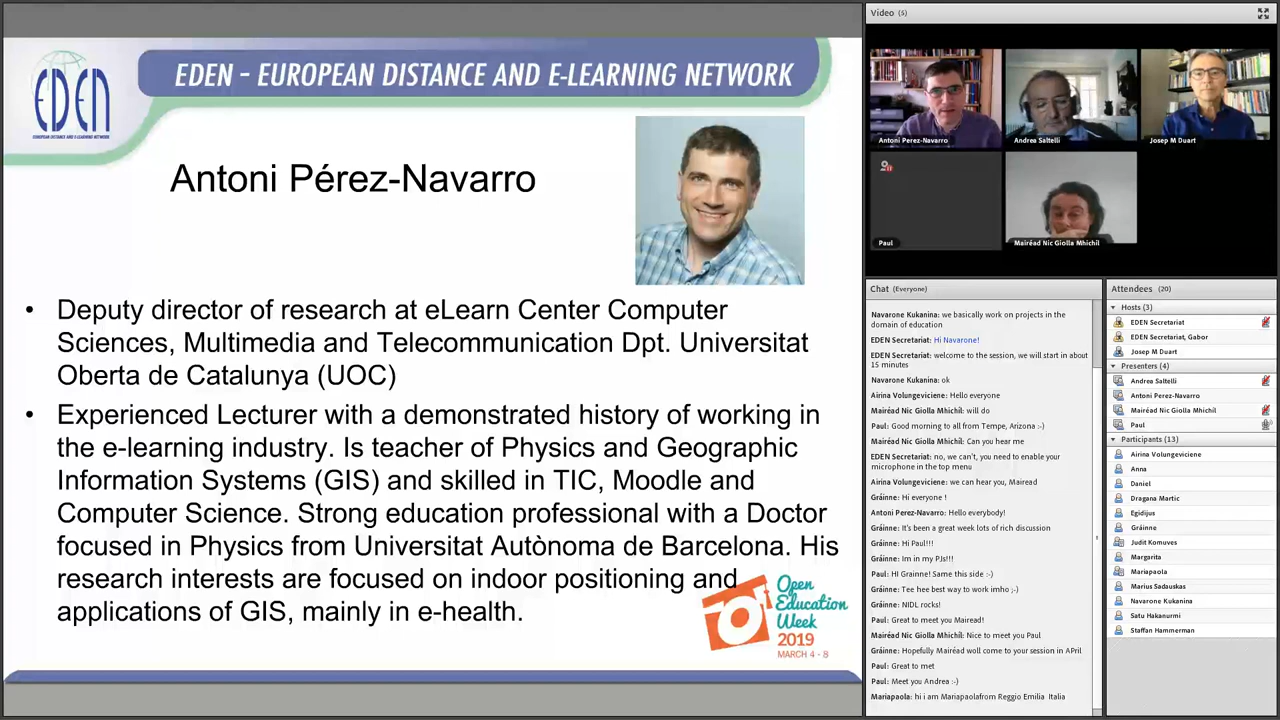 EDEN
EUROPEAN DISTANCE AND E-LEARNING NETWORK
EDEN - EUROPEAN DISTANCE AND E-LEARNING NETWORK
Antoni Pérez-Navarro
• Deputy director of research at eLearn Center Computer
Sciences, Multimedia and Telecommunication Dpt. Universitat
Oberta de Catalunya (UOC)
• Experienced Lecturer with a demonstrated history of working in
the e-learning industry. Is teacher of Physics and Geographic
Information Systems (GIS) and skilled in TIC, Moodle and
Computer Science. Strong education professional with a Doctor
focused in Physics from Universitat Autònoma de Barcelona. His
research interests are focused on indoor positioning and
applications of GIS, mainly in e-health.
Open
Education
Week
2019
MARCH 4 - 8
Video (5)
Antoni Perez-Navarro
Andrea Saltelli
Josep M Duart
Paul
Mairéad Nic Giolla Mhichíl
Chat (Everyone)
Navarone Kukanina: we basically work on projects in the
domain of education
EDEN Secretariat: Hi Navarone!
EDEN Secretariat: welcome to the session, we will start in about
15 minutes
Navarone Kukanina: ok
Airina Volungeviciene: Hello everyone
Mairéad Nic Giolla Mhichíl: will do
Paul: Good morning to all from Tempe, Arizona :-)
Mairéad Nic Giolla Mhichíl: Can you hear me
EDEN Secretariat: no, we can't, you need to enable your
microphone in the top menu
Airina Volungeviciene: we can hear you, Mairead
Gráinne: Hi everyone !
Antoni Perez-Navarro: Hello everybody!
Gráinne: It's been a great week lots of rich discussion
Gráinne: Hi Paul!!!
Gráinne: Im in my PJs!!!
Paul: HI Grainne! Same this side :-)
Gráinne: Tee hee best way to work imho ;-)
Gráinne: NIDL rocks!
Paul: Great to meet you Mairead!
Mairéad Nic Giolla Mhichíl: Nice to meet you Paul
Gráinne: Hopefully Mairéad woll come to your session in APril
Paul: Great to met
Paul: Meet you Andrea :-)
Mariapaola: hi i am Mariapaolafrom Reggio Emilia Italia
Attendees (20)
Hosts (3)
EDEN Secretariat
EDEN Secretariat, Gabor
Josep M Duart
Presenters (4)
Andrea Saltelli
Antoni Perez-Navarro
Mairéad Nic Giolla Mhichíl
Paul
Participants (13)
Airina Volungeviciene
Anna
Daniel
Dragana Martic
Egidijus
Gráinne
Judit Komuves
Margarita
Mariapaola
Marius Sadauskas
Navarone Kukanina
Satu Hakanurmi
Staffan Hammerman